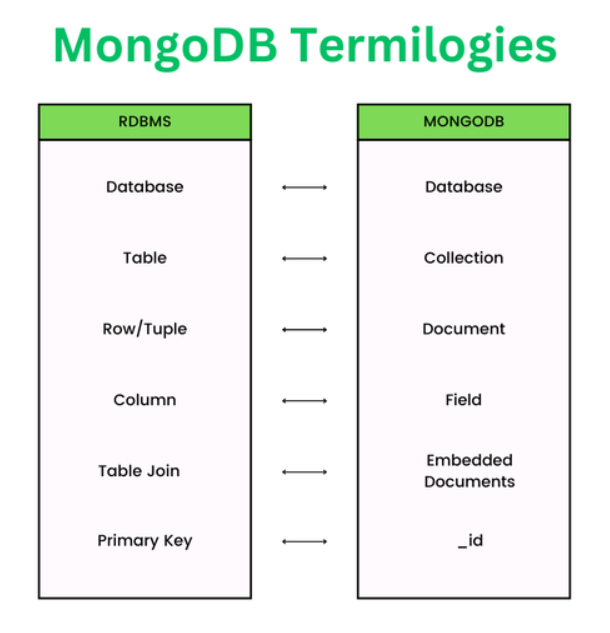 MongoDB Termilogies
RDBMS
MONGODB
Database
Database
Table
Collection
Row/Tuple
Document
Column
Field
Table Join
Embedded
Documents
Primary Key
_id